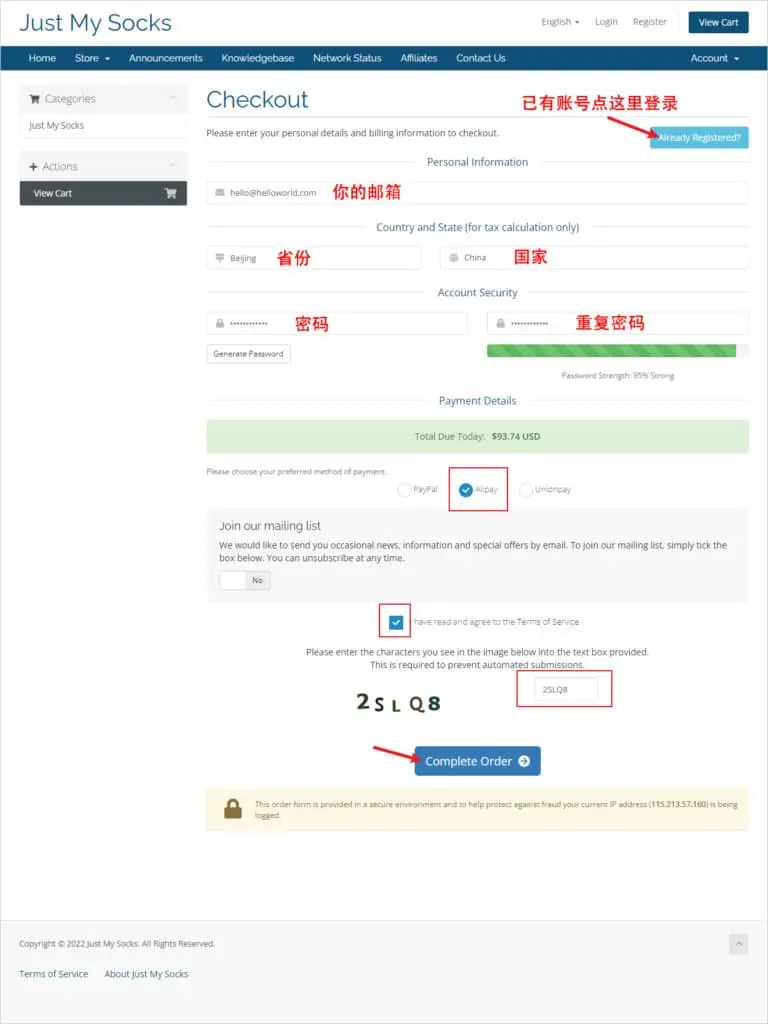 Just My Socks
English
Login
Register
View Cart
Home
Store
Announcements
Knowledgebase
Network Status
Affiliates
Contact Us
Account
Categories
Just My Socks
Actions
View Cart
Checkout
已有账号点这里登录
Please enter your personal details and billing information to checkout.
Already Registered?
Personal Information
hello@helloworld.com 你的邮箱
Country and State (for tax calculation only)
Beijing 省份
China 国家
Account Security
•••••••••••• 密码
•••••••••••• 重复密码
Generate Password
Password Strength: 95% Strong
Payment Details
Total Due Today: $93.74 USD
Please choose your preferred method of payment.
PayPal
Alipay
Unionpay
Join our mailing list
We would like to send you occasional news, information and special offers by email. To join our mailing list, simply tick the
box below. You can unsubscribe at any time.
No
have read and agree to the Terms of Service
Please enter the characters you see in the image below into the text box provided.
This is required to prevent automated submissions.
2SLQ8
2SLQ8
Complete Order
This order form is provided in a secure environment and to help protect against fraud your current IP address (115.213.57.160) is being
logged.
Copyright © 2022 Just My Socks. All Rights Reserved.
Terms of Service
About Just My Socks